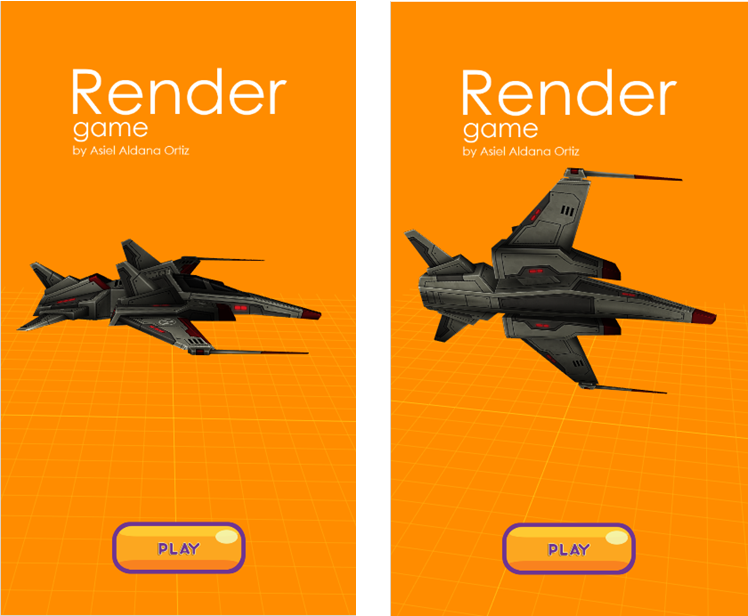 Render
game
by Asiel Aldana Ortiz
PLAY
Render
game
by Asiel Aldana Ortiz
PLAY